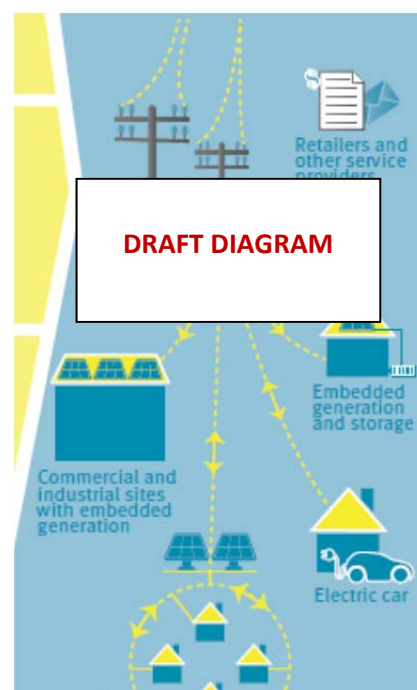 Retailers and
other service
providers
DRAFT DIAGRAM
Embedded
generation
and storage
Commercial and
industrial sites
with embedded
generation
Electric car